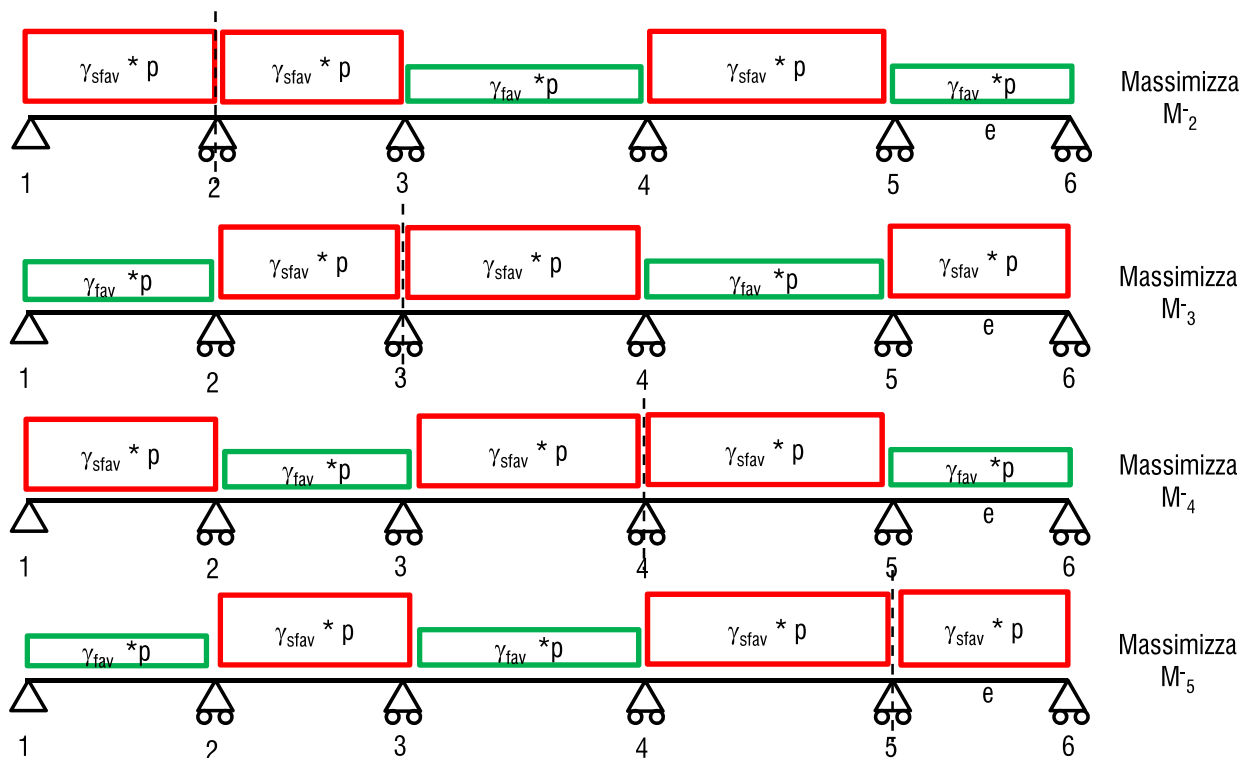 γsfav * p γsfav * p γfav *p γsfav * p γfav *p
Massimizza
M-2
e
1 2 3 4 5 6
γfav *p γsfav * p γsfav * p γfav *p γsfav * p
Massimizza
M-3
e
1 2 3 4 5 6
γsfav * p γfav *p γsfav * p γsfav * p γfav *p
Massimizza
M-4
e
1 2 3 4 5 6
γfav *p γsfav * p γfav *p γsfav * p γsfav * p
Massimizza
M-5
e
1 2 3 4 5 6